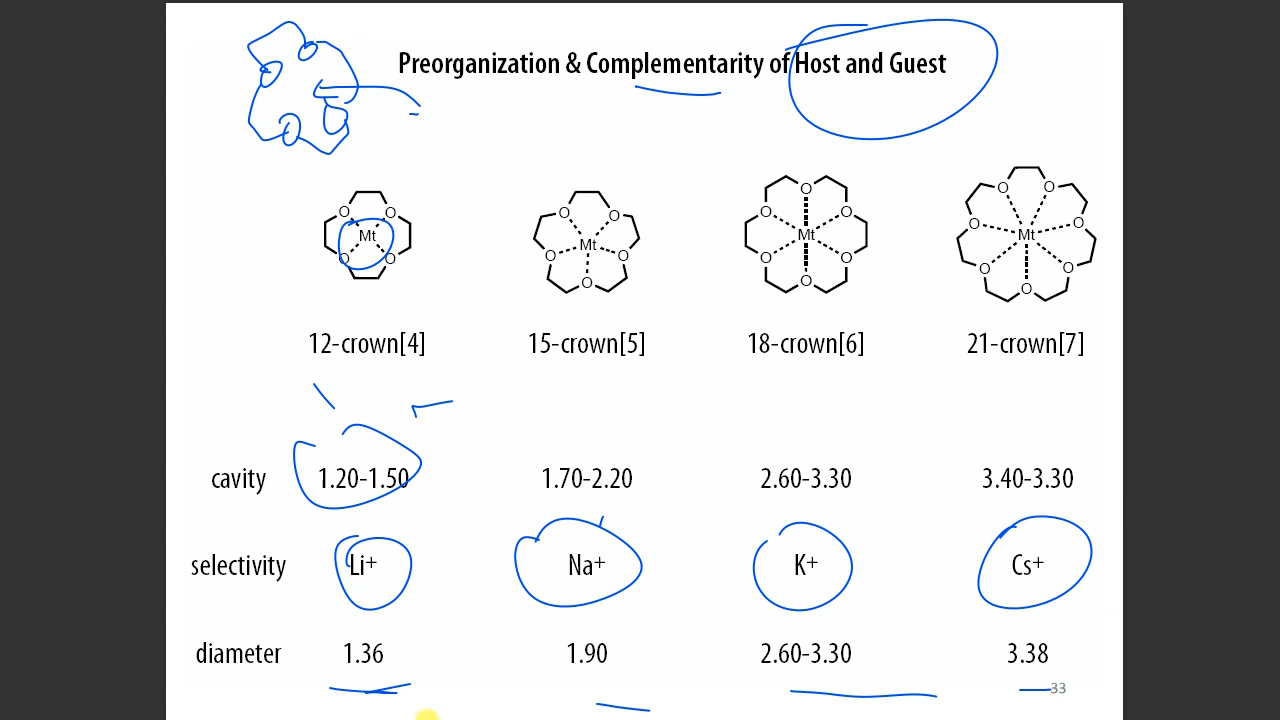 Preorganization & Complementarity of Host and Guest
O O Mt O O
O O Mt O O O
O O O Mt O O O
O O O O Mt O O O
12-crown[4] 15-crown[5] 18-crown[6] 21-crown[7]
cavity 1.20-1.50 1.70-2.20 2.60-3.30 3.40-3.30
selectivity Li+ Na+ K+ Cs+
diameter 1.36 1.90 2.60-3.30 3.38
33